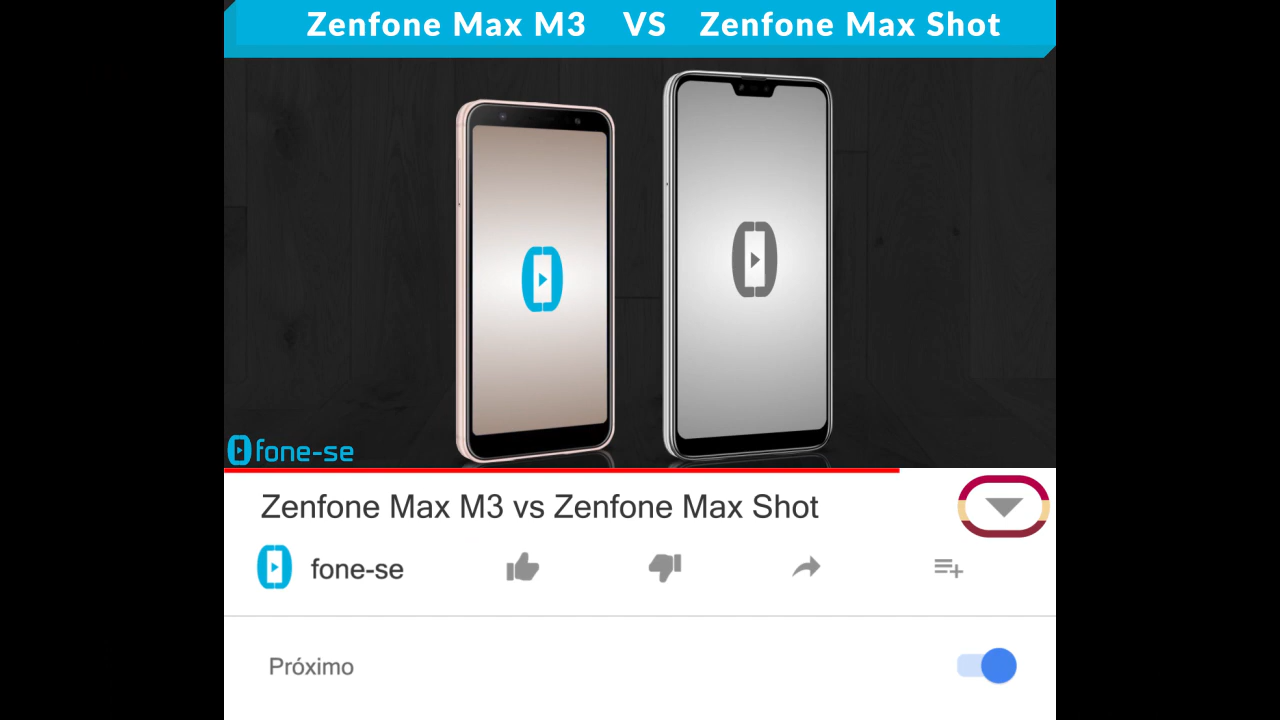 Zenfone Max M3 VS Zenfone Max Shot
fone-se
Zenfone Max M3 vs Zenfone Max Shot
fone-se
Próximo